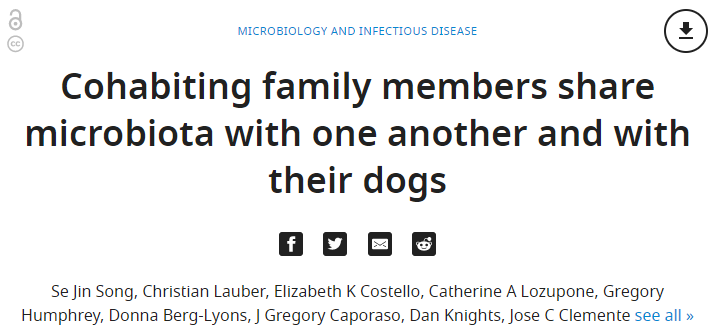 MICROBIOLOGY AND INFECTIOUS DISEASE
Cohabiting family members share
microbiota with one another and with
their dogs
Se Jin Song, Christian Lauber, Elizabeth K Costello, Catherine A Lozupone, Gregory
Humphrey, Donna Berg-Lyons, J Gregory Caporaso, Dan Knights, Jose C Clemente see all »